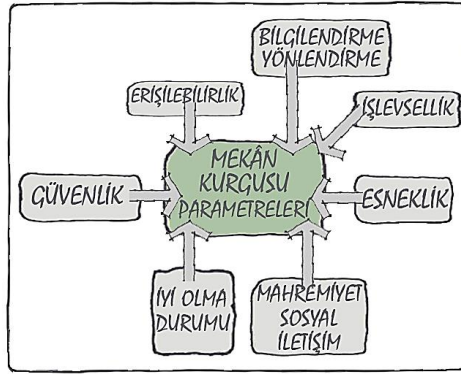 BİLGİLENDİRME
YÖNLENDİRME
ERİŞİLEBİLİRLİK
İŞLEVSELLİK
MEKÂN
KURGUSU
PARAMETRELERİ
GÜVENLİK
ESNEKLİK
İYİ OLMA
DURUMU
MAHREMİYET
SOSYAL
İLETİŞİM